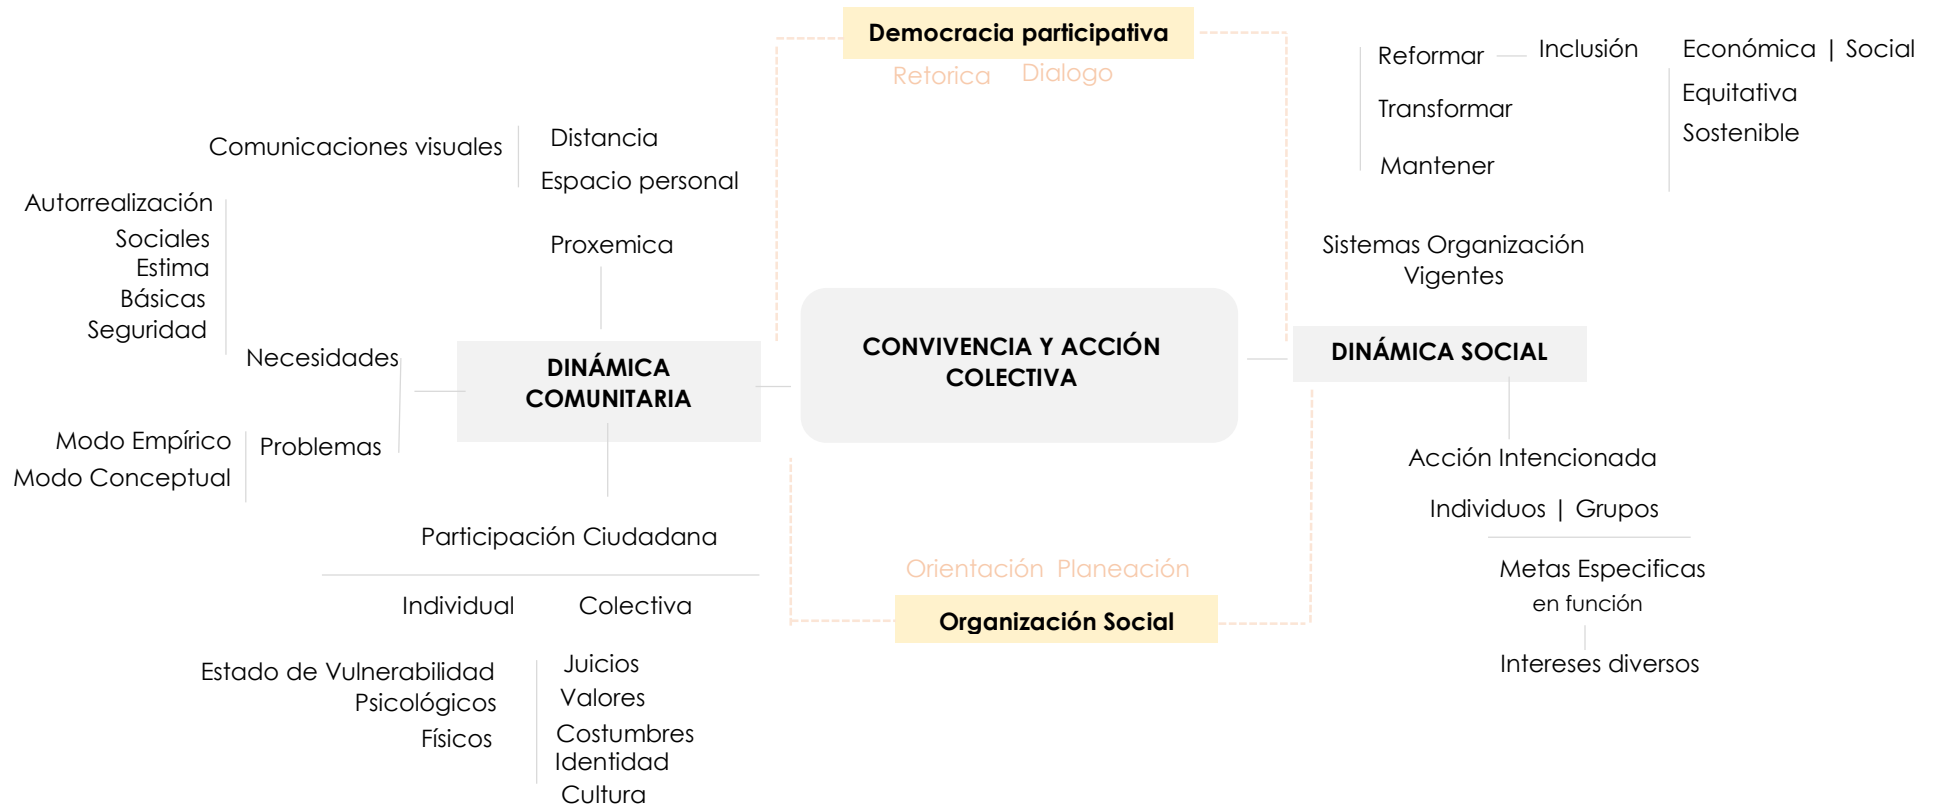 Democracia participativa
Retorica
Dialogo
Comunicaciones visuales
Distancia
Espacio personal
Proxemica
Autorrealización
Sociales
Estima
Básicas
Seguridad
Necesidades
Modo Empírico
Modo Conceptual
Problemas
DINÁMICA
COMUNITARIA
Participación Ciudadana
Individual
Colectiva
Estado de Vulnerabilidad
Psicológicos
Físicos
Juicios
Valores
Costumbres
Identidad
Cultura
CONVIVENCIA Y ACCIÓN
COLECTIVA
Orientación Planeación
Organización Social
Reformar
Inclusión
Económica | Social
Transformar
Equitativa
Sostenible
Mantener
Sistemas Organización
Vigentes
DINÁMICA SOCIAL
Acción Intencionada
Individuos | Grupos
Metas Especificas
en función
Intereses diversos